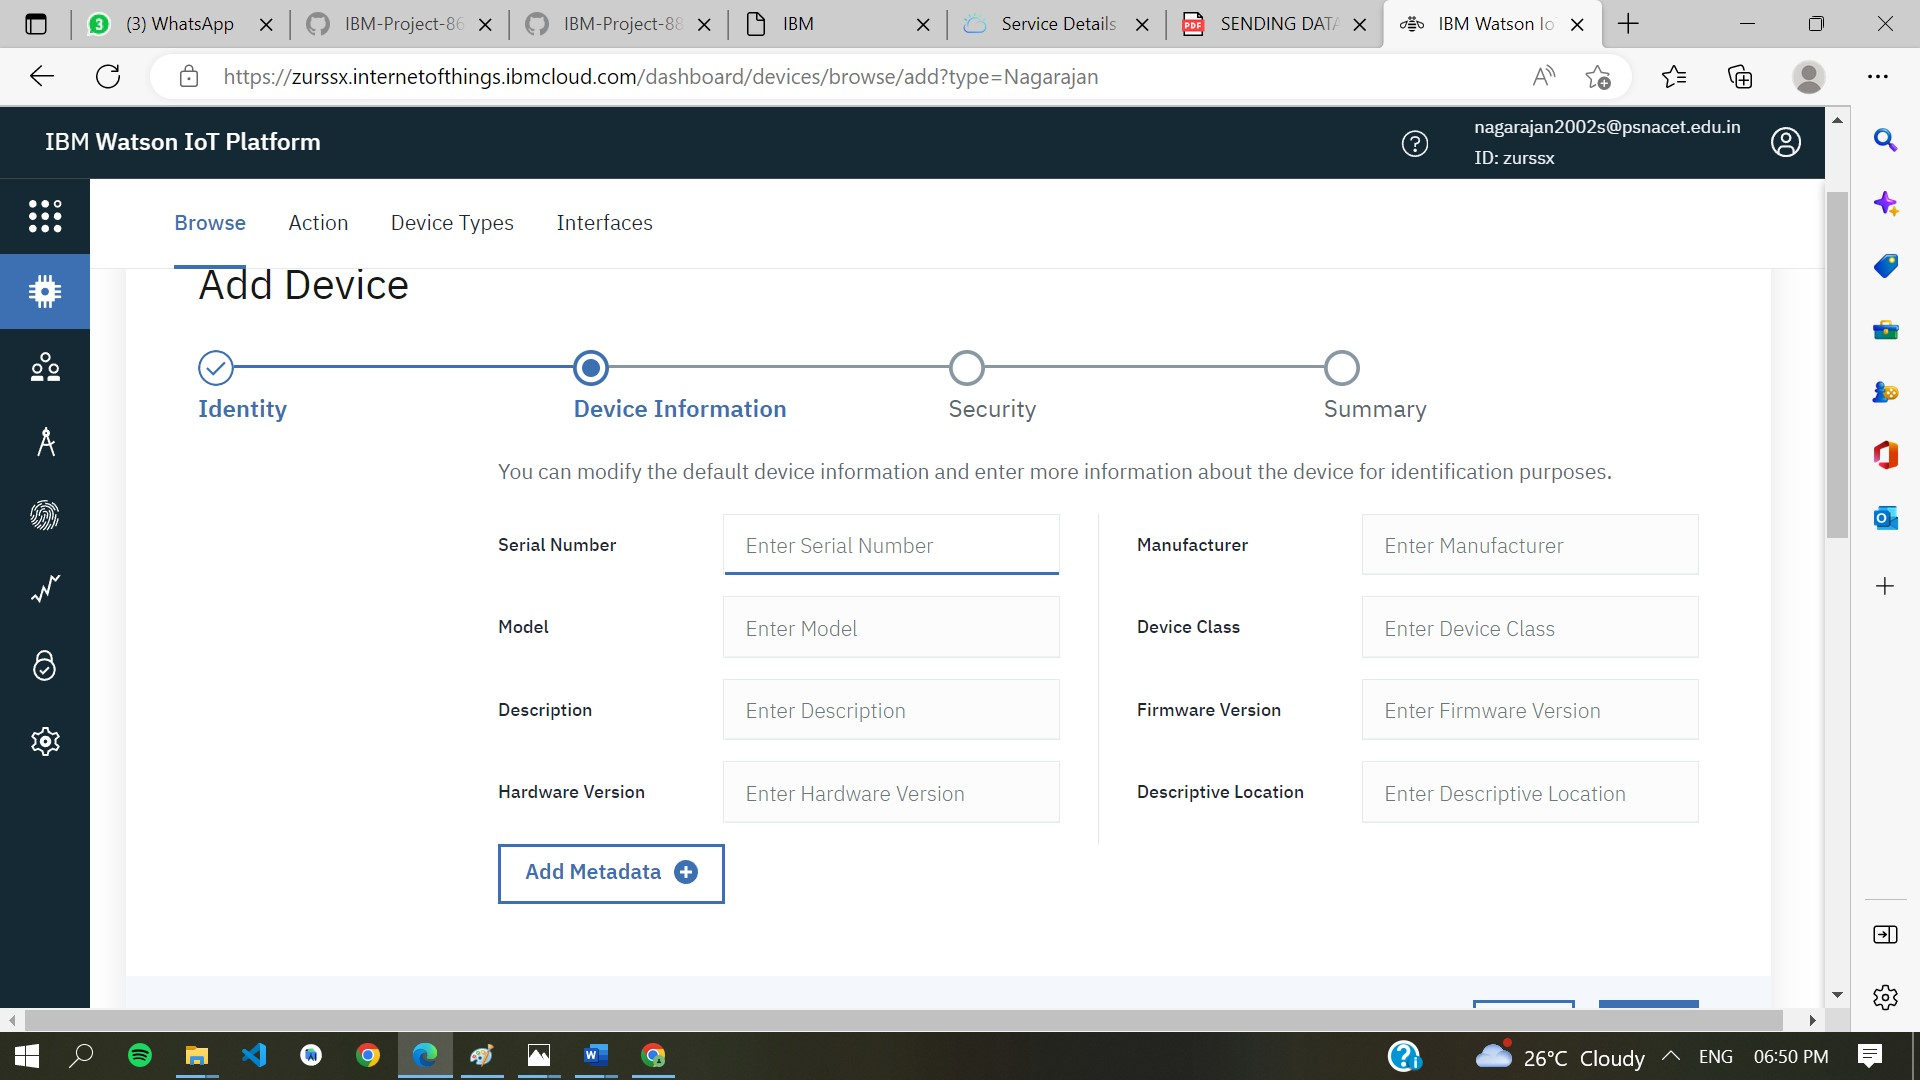 (3) WhatsApp
IBM-Project-86
IBM-Project-88
IBM
Service Details
PDF
SENDING DATA
IBM Watson Io
https://zurssx.internetofthings.ibmcloud.com/dashboard/devices/browse/add?type=Nagarajan
IBM Watson IoT Platform
nagarajan2002s@psnacet.edu.in
ID: zurssx
Browse
Action
Device Types
Interfaces
Add Device
Identity
Device Information
Security
Summary
You can modify the default device information and enter more information about the device for identification purposes.
Serial Number
Enter Serial Number
Manufacturer
Enter Manufacturer
Model
Enter Model
Device Class
Enter Device Class
Description
Enter Description
Firmware Version
Enter Firmware Version
Hardware Version
Enter Hardware Version
Descriptive Location
Enter Descriptive Location
Add Metadata
26°C Cloudy
ENG
06:50 PM